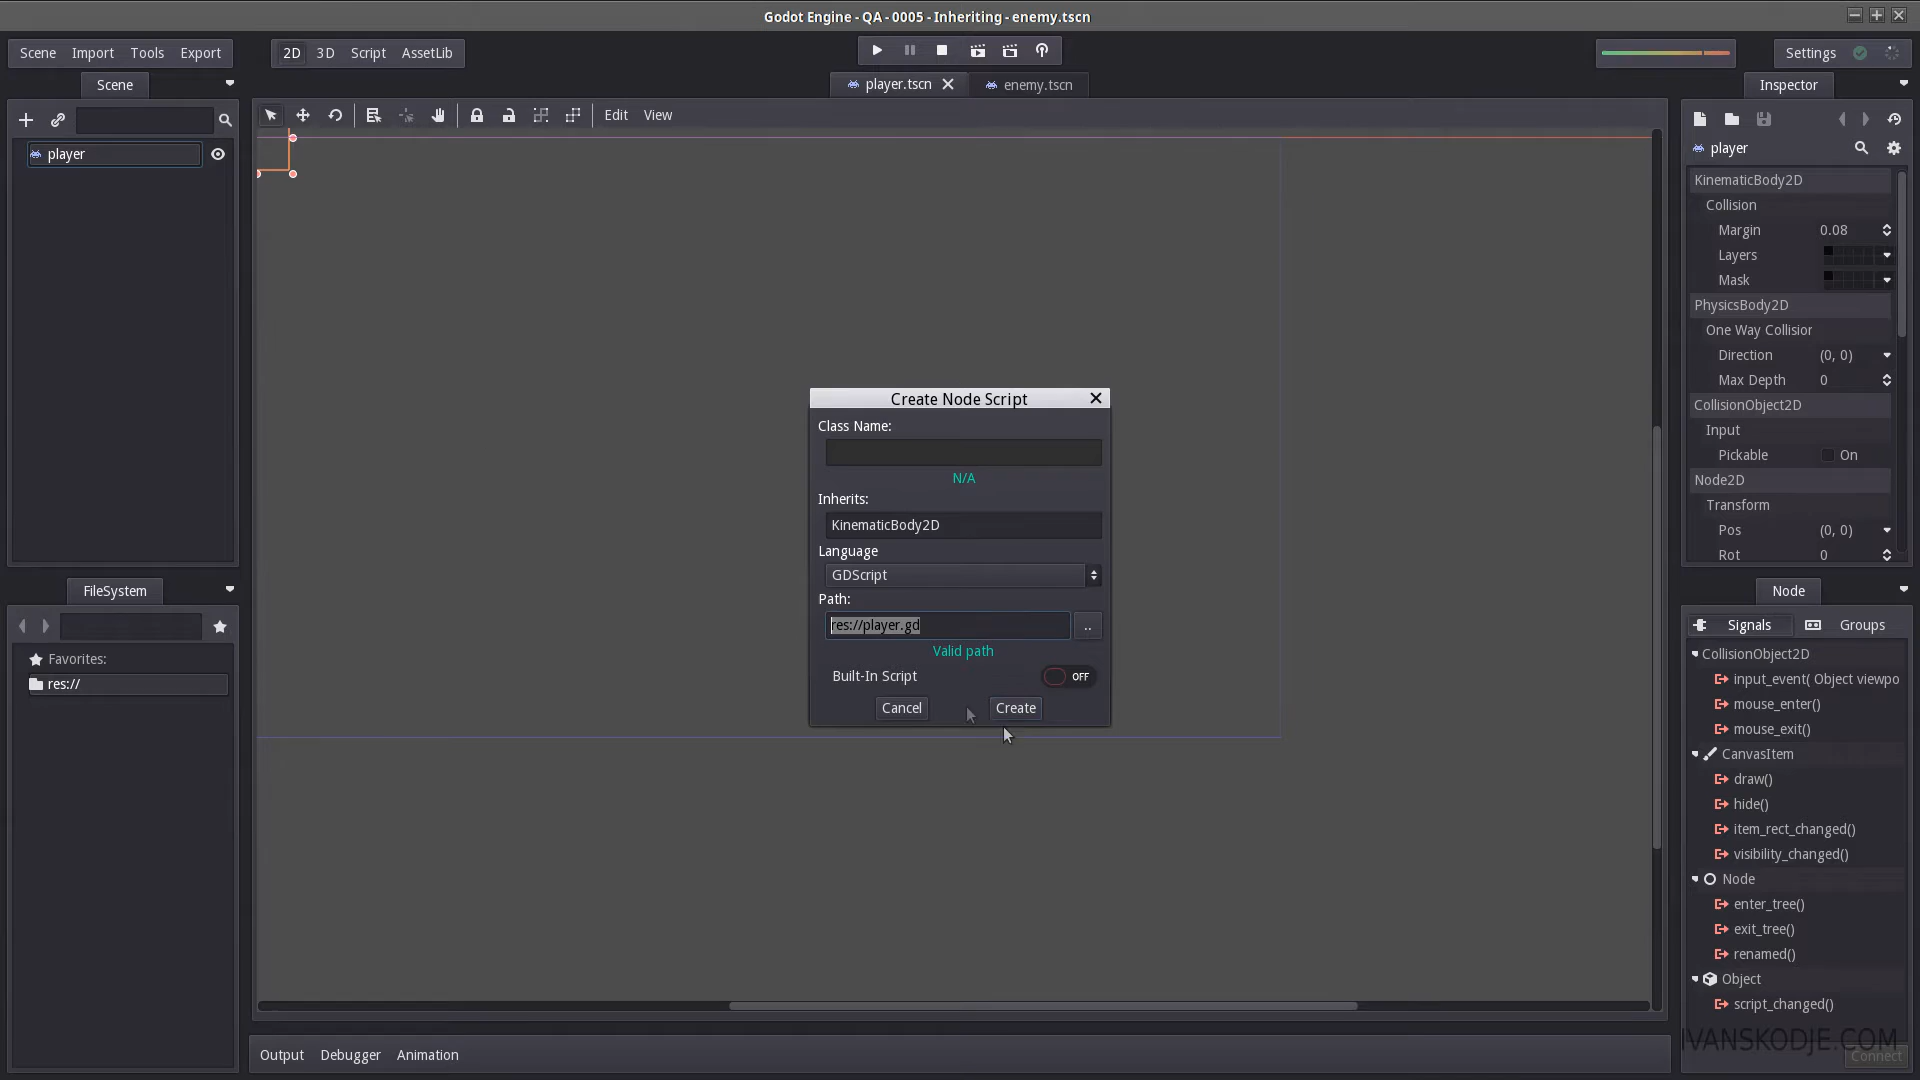 Godot Engine - QA - 0005 - Inheriting - enemy.tscn
Scene Import Tools Export
2D 3D Script AssetLib
Settings
Scene
player.tscn enemy.tscn
Inspector
Edit View
player
player
KinematicBody2D
Collision
Margin 0.08
Layers
Mask
PhysicsBody2D
One Way Collision
Direction (0, 0)
Max Depth 0
CollisionObject2D
Input
Pickable On
Node2D
Transform
Pos (0, 0)
Rot 0
Create Node Script
Class Name:
N/A
Inherits:
KinematicBody2D
Language
GDScript
Path:
res://player.gd
..
Valid path
Built-In Script OFF
Cancel Create
FileSystem
Favorites:
res://
Node
Signals Groups
CollisionObject2D
input_event( Object viewpo
mouse_enter()
mouse_exit()
CanvasItem
draw()
hide()
item_rect_changed()
visibility_changed()
Node
enter_tree()
exit_tree()
renamed()
Object
script_changed()
IVANSKODJE.COM
Connect
Output Debugger Animation